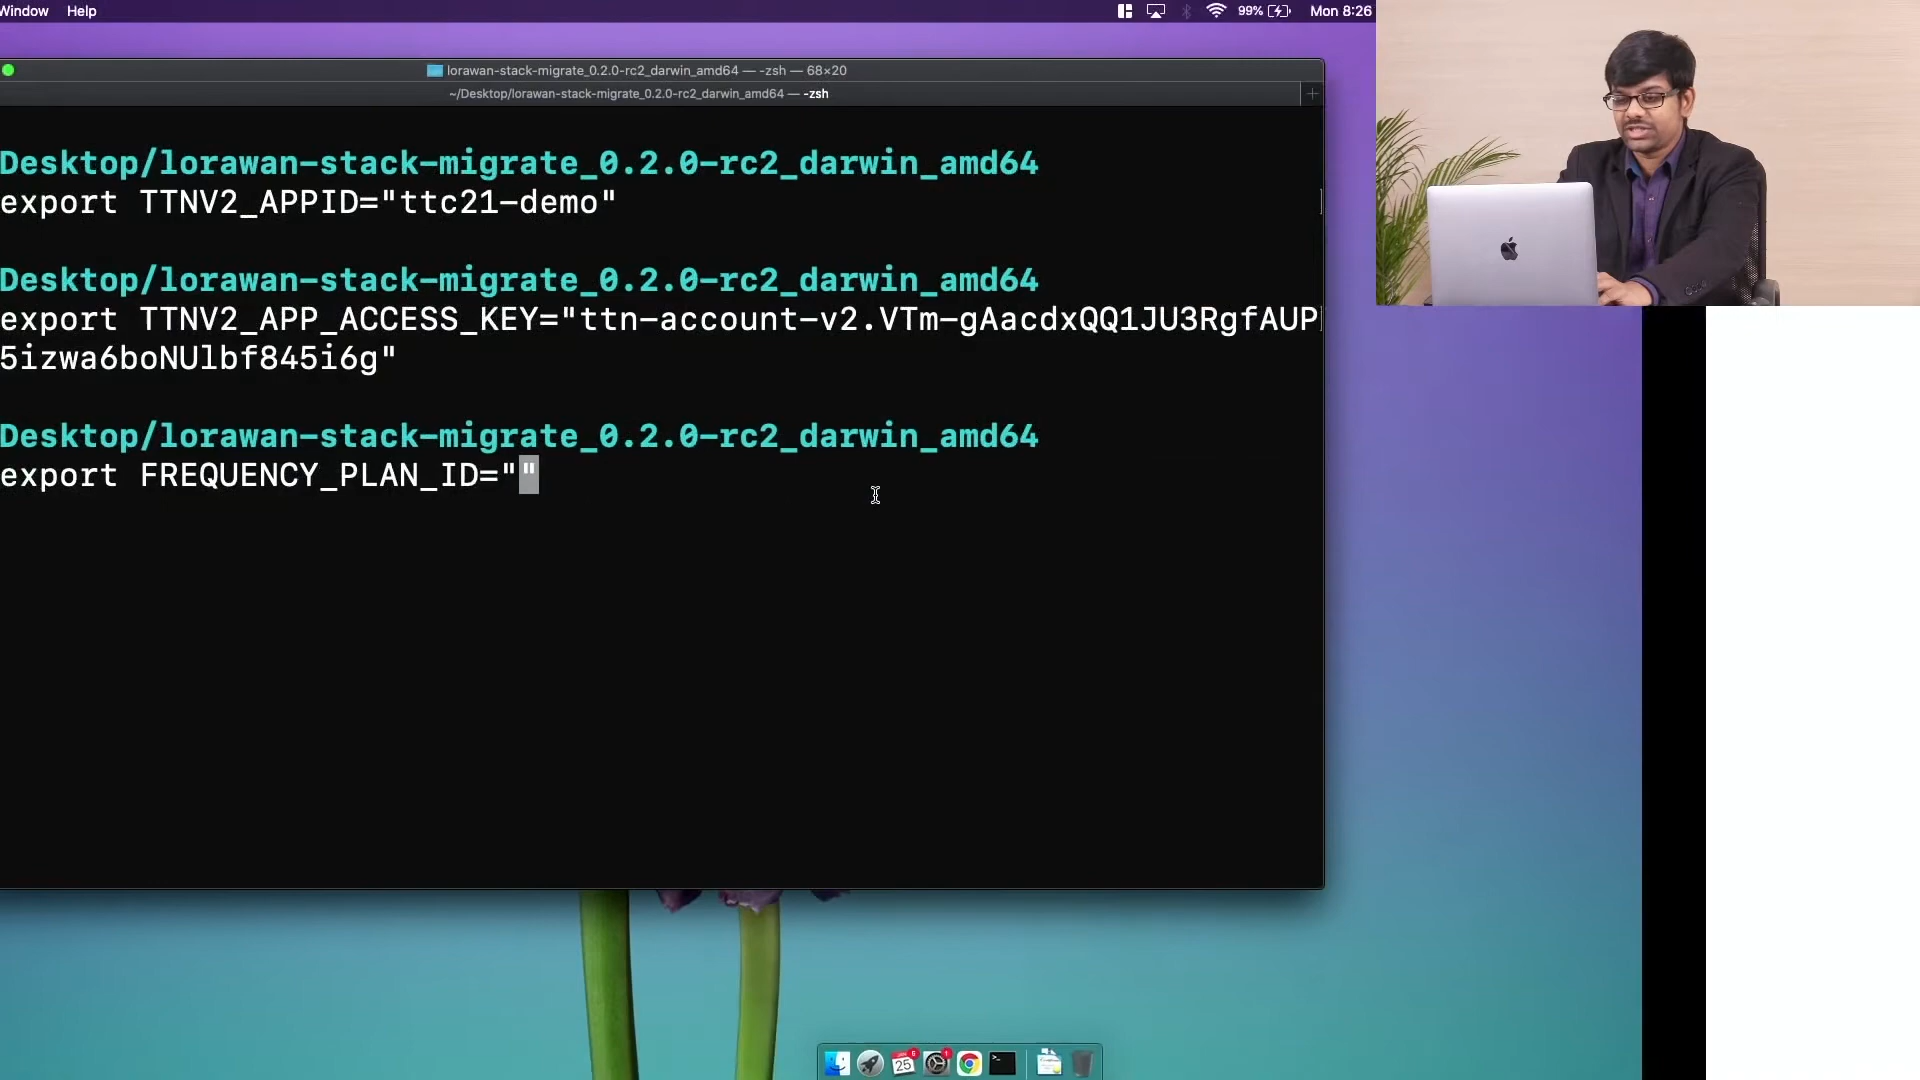 Window Help 99% Mon 8:26
lorawan-stack-migrate_0.2.0-rc2_darwin_amd64 — -zsh — 68×20
~/Desktop/lorawan-stack-migrate_0.2.0-rc2_darwin_amd64 — -zsh
Desktop/lorawan-stack-migrate_0.2.0-rc2_darwin_amd64
export TTNV2_APPID="ttc21-demo"
Desktop/lorawan-stack-migrate_0.2.0-rc2_darwin_amd64
export TTNV2_APP_ACCESS_KEY="ttn-account-v2.VTm-gAacdxQQ1JU3RgfAUP
5izwa6boNUlbf845i6g"
Desktop/lorawan-stack-migrate_0.2.0-rc2_darwin_amd64
export FREQUENCY_PLAN_ID=""
25